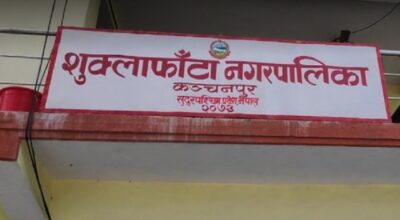 शुक्लाफाँटा नगरपालिका
कञ्चनपुर
सुदुरपश्चिम प्रदेश, नेपाल
२०७३